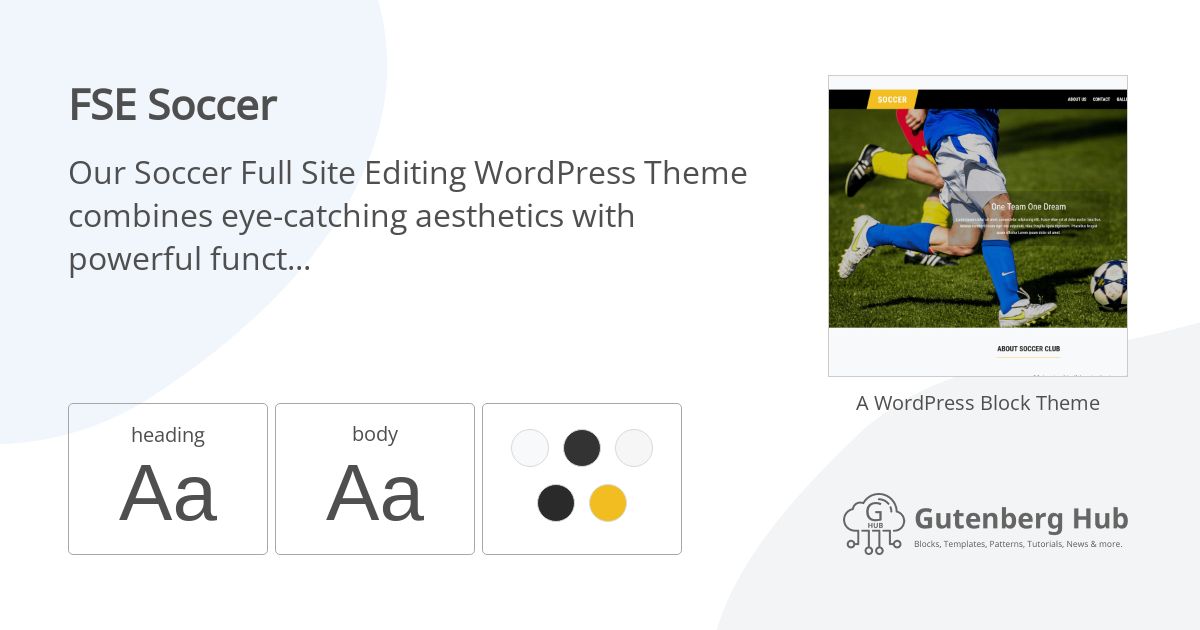 FSE Soccer
Our Soccer Full Site Editing WordPress Theme
combines eye-catching aesthetics with
powerful funct...
heading
Aa
body
Aa
SOCCER
ABOUT US CONTACT
One Team One Dream
ABOUT SOCCER CLUB
A WordPress Block Theme
G
HUB
Gutenberg Hub
Blocks, Templates, Patterns, Tutorials, News & more.